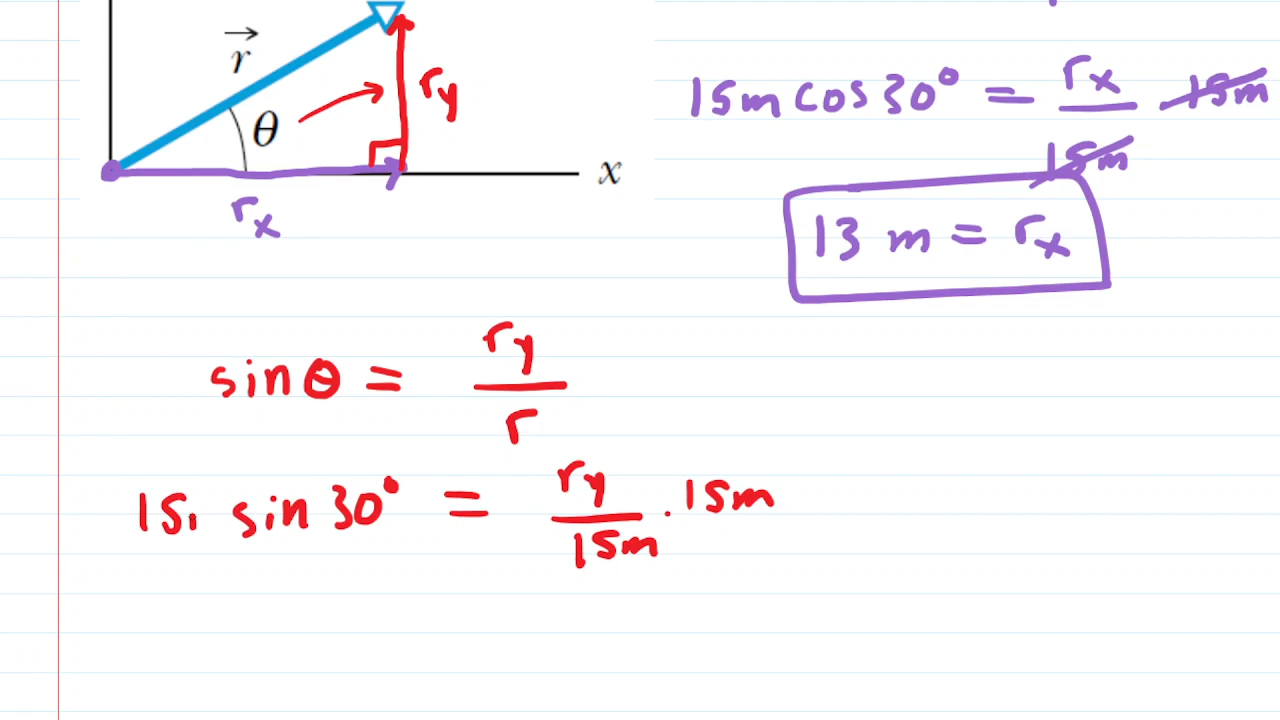 r⃗
θ
r_y
x
r_x
15m cos 30° = r_x / 15m · 15m
13 m = r_x
sin θ = r_y / r
15. sin 30° = r_y / 15m . 15m